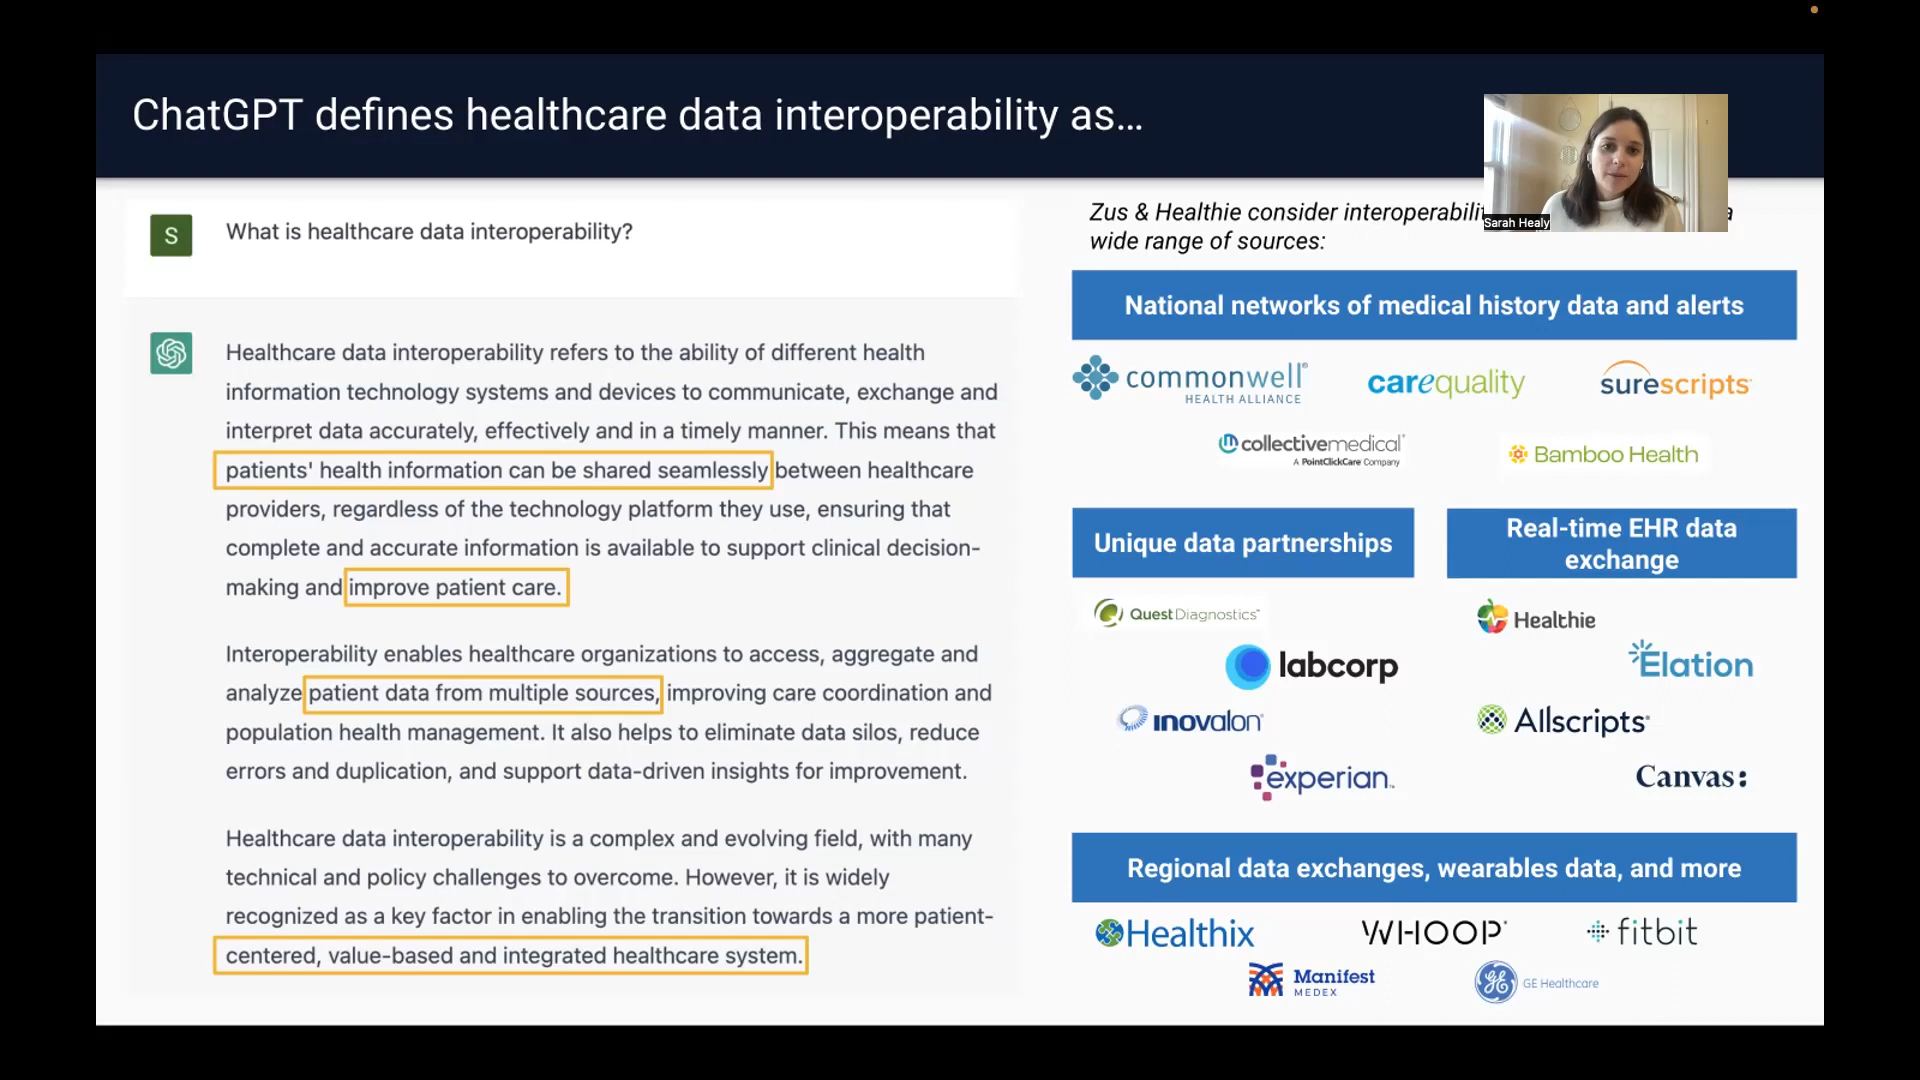 ChatGPT defines healthcare data interoperability as...
Sarah Healy
S
What is healthcare data interoperability?
Healthcare data interoperability refers to the ability of different health
information technology systems and devices to communicate, exchange and
interpret data accurately, effectively and in a timely manner. This means that
patients' health information can be shared seamlessly between healthcare
providers, regardless of the technology platform they use, ensuring that
complete and accurate information is available to support clinical decision-
making and improve patient care.
Interoperability enables healthcare organizations to access, aggregate and
analyze patient data from multiple sources, improving care coordination and
population health management. It also helps to eliminate data silos, reduce
errors and duplication, and support data-driven insights for improvement.
Healthcare data interoperability is a complex and evolving field, with many
technical and policy challenges to overcome. However, it is widely
recognized as a key factor in enabling the transition towards a more patient-
centered, value-based and integrated healthcare system.
Zus & Healthie consider
wide range of sources:
National networks of medical history data and alerts
commonwell®
HEALTH ALLIANCE
carequality
surescripts
collectivemedical
A PointClickCare Company
Bamboo Health
Unique data partnerships
Quest Diagnostics™
labcorp
inovalon®
experian™
Real-time EHR data
exchange
Healthie
Elation
Allscripts
Canvas:
Regional data exchanges, wearables data, and more
Healthix
WHOOP
fitbit
Manifest
MEDEX
GE
GE Healthcare